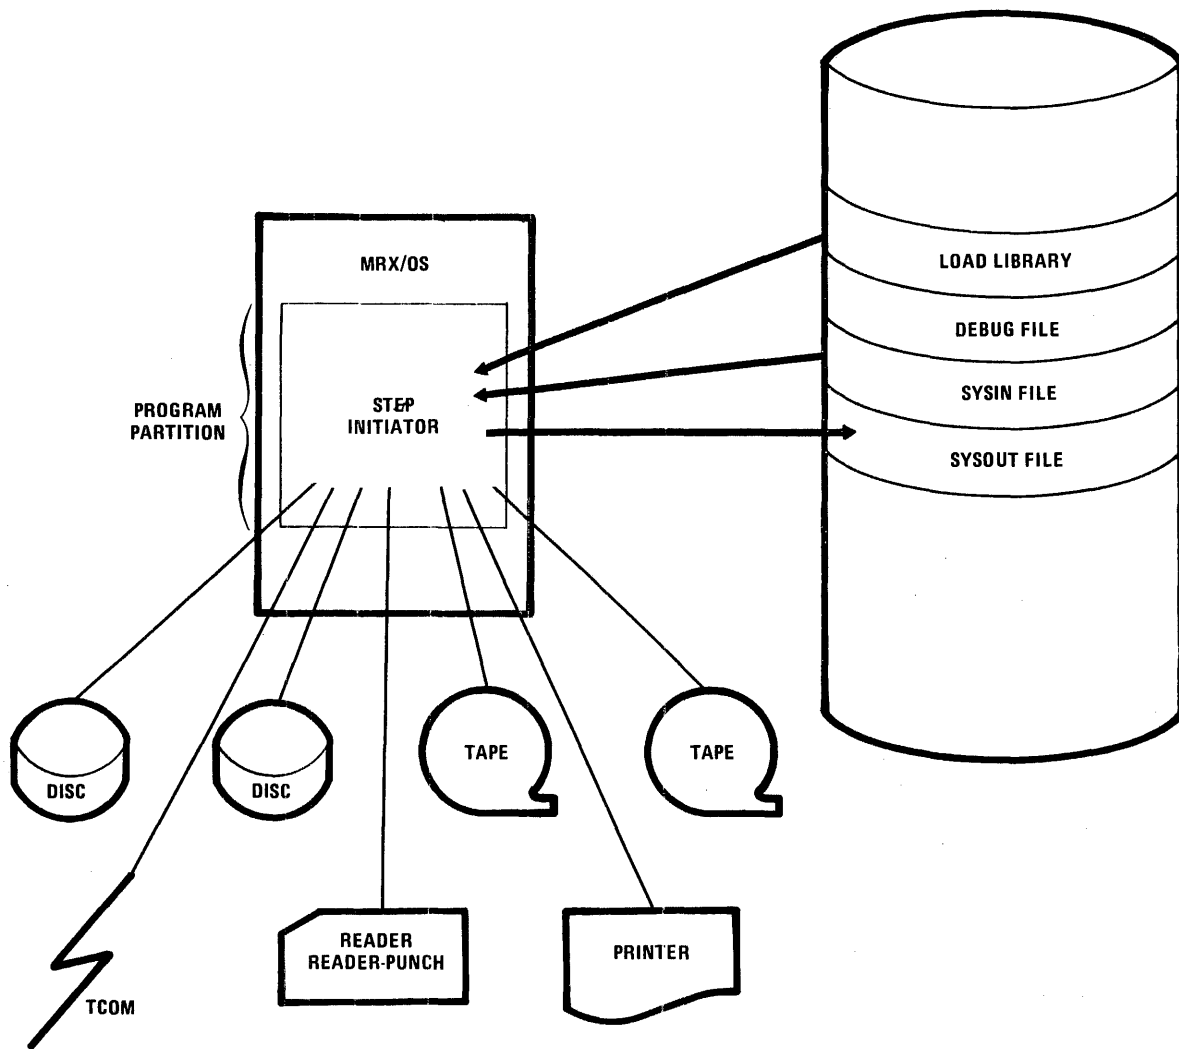 MRX/OS
LOAD LIBRARY
DEBUG FILE
SYSIN FILE
SYSOUT FILE
PROGRAM
PARTITION
STEP
INITIATOR
DISC
DISC
TAPE
TAPE
TCOM
READER
READER-PUNCH
PRINTER